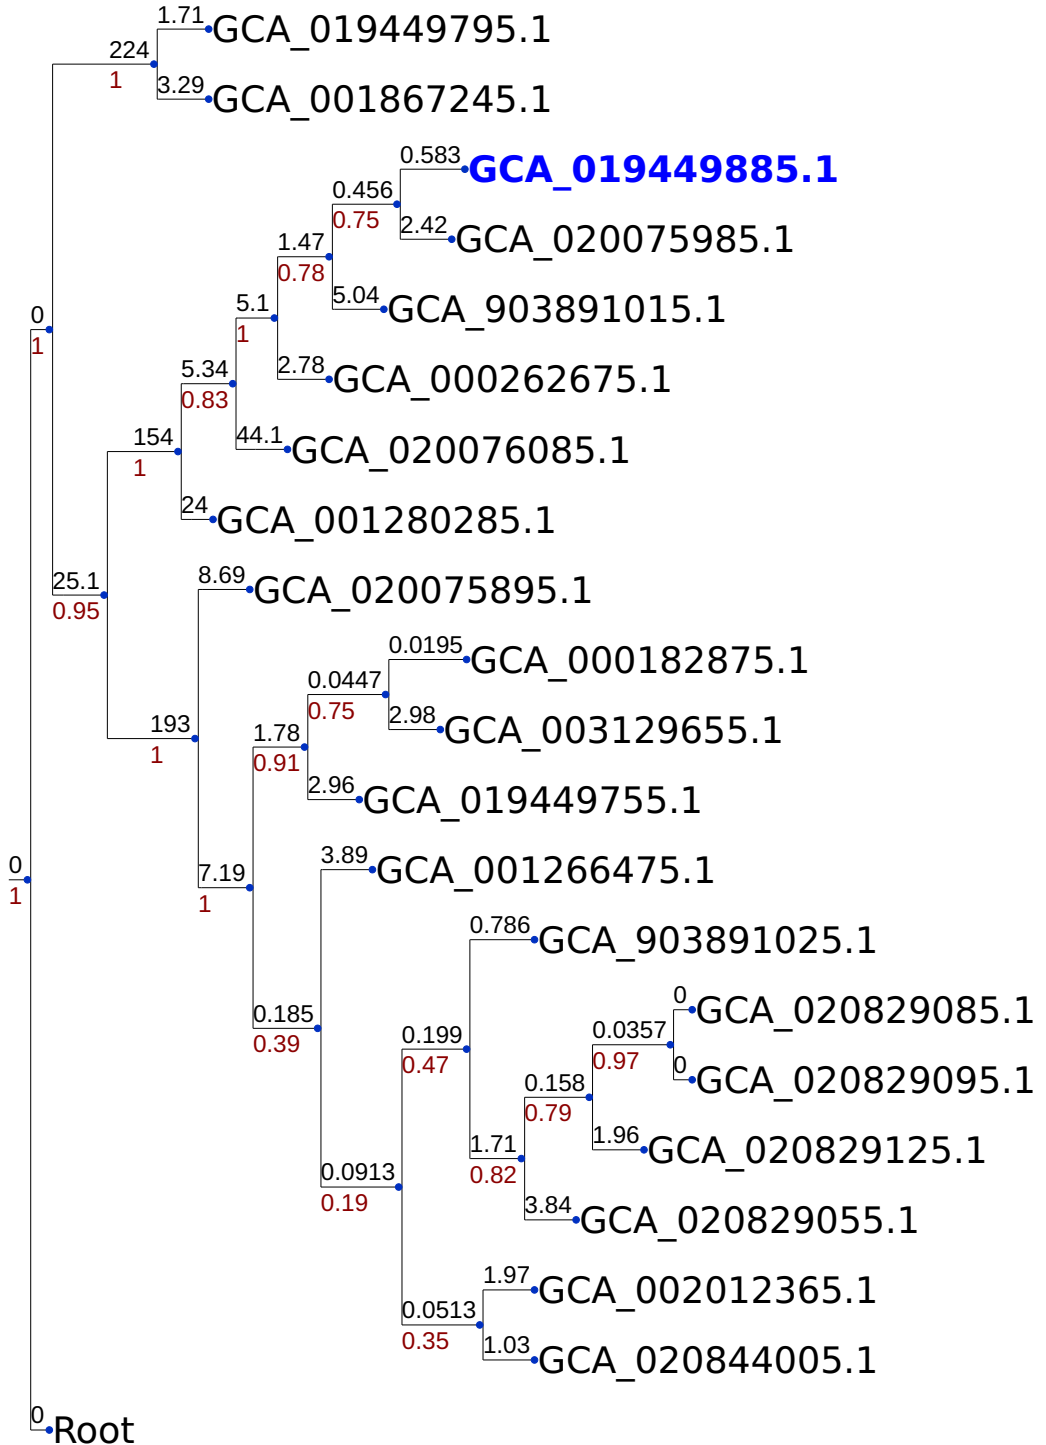 1.71
GCA_019449795.1
224
1
3.29
GCA_001867245.1
0.583
GCA_019449885.1
0.456
0.75
2.42
GCA_020075985.1
1.47
0.78
5.04
GCA_903891015.1
5.1
1
2.78
GCA_000262675.1
0
1
5.34
0.83
44.1
GCA_020076085.1
154
1
24
GCA_001280285.1
25.1
0.95
8.69
GCA_020075895.1
0.0195
GCA_000182875.1
0.0447
0.75
2.98
GCA_003129655.1
193
1
1.78
0.91
2.96
GCA_019449755.1
0
1
7.19
1
3.89
GCA_001266475.1
0.786
GCA_903891025.1
0.185
0.39
0
GCA_020829085.1
0.199
0.47
0.0357
0.97
0
GCA_020829095.1
0.158
0.79
1.96
GCA_020829125.1
1.71
0.82
0.0913
0.19
3.84
GCA_020829055.1
1.97
GCA_002012365.1
0.0513
0.35
1.03
GCA_020844005.1
0
Root